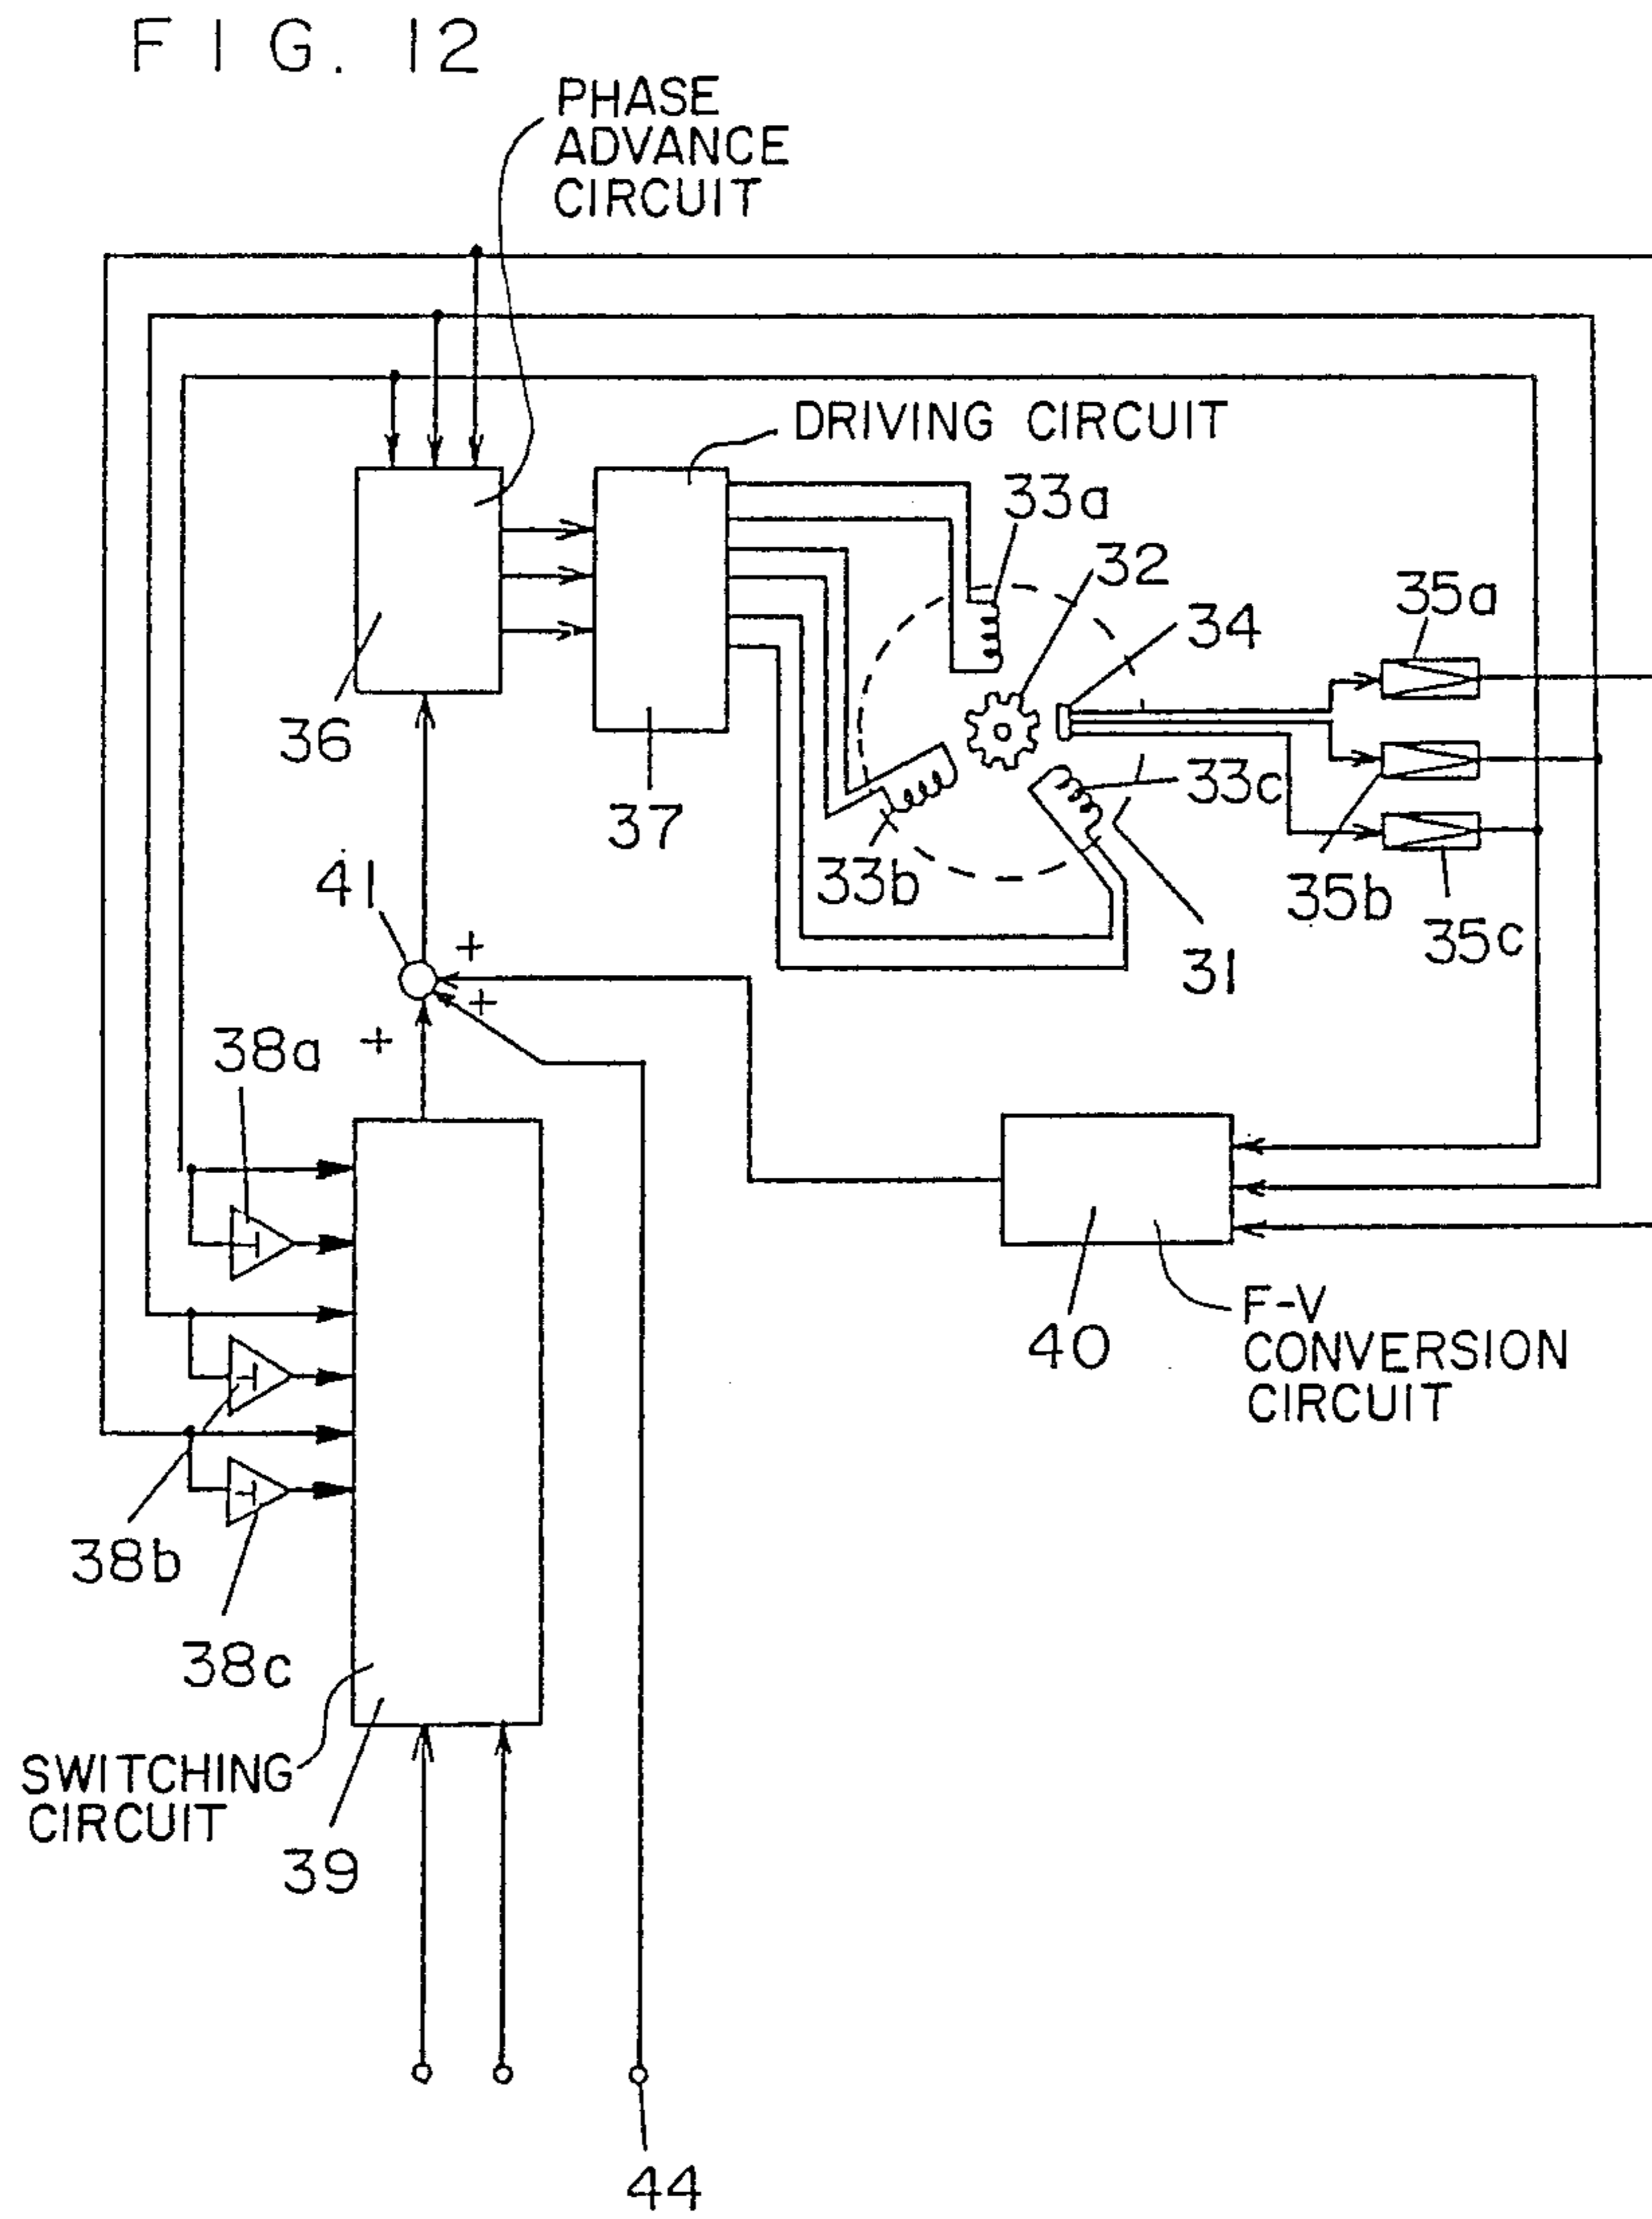 FIG. 12
PHASE
ADVANCE
CIRCUIT
DRIVING CIRCUIT
33a
32
35a
34
36
37
33c
33b
35b
35c
41
+
31
+
38a
+
40
F-V
CONVERSION
CIRCUIT
38b
38c
SWITCHING
CIRCUIT
39
44